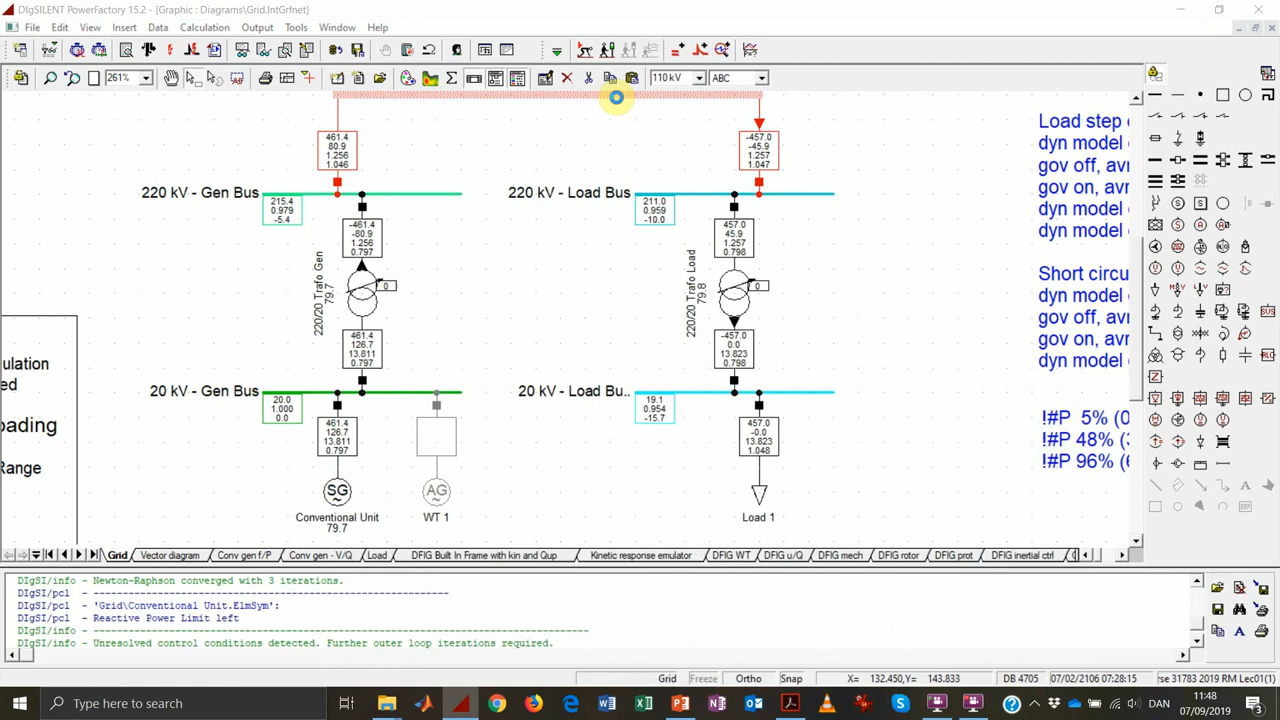 DIgSILENT PowerFactory 15.2 - [Graphic : Diagrams\Grid.IntGrfnet]
File Edit View Insert Data Calculation Output Tools Window Help
261% 110 kV ABC
461.4
80.9
1.256
1.046
-457.0
-45.9
1.257
1.047
220 kV - Gen Bus
215.4
0.979
-5.4
220 kV - Load Bus
211.0
0.959
-10.0
-461.4
-80.9
1.256
0.797
457.0
45.9
1.257
0.798
220/20 Trafo Gen
79.7
0
220/20 Trafo Load
79.8
0
461.4
126.7
13.811
0.797
-457.0
0.0
13.823
0.798
20 kV - Gen Bus
20.0
1.000
0.0
20 kV - Load Bu..
19.1
0.954
-15.7
461.4
126.7
13.811
0.797
457.0
-0.0
13.823
1.048
SG
AG
Conventional Unit
79.7
WT 1
Load 1
ulation
ed
oading
Range
Load step
dyn model
gov off, avr
gov on, avr
dyn model
dyn model
Short circu
dyn model
gov off, avr
gov on, avr
dyn model
!#P 5% (0
!#P 48% (3
!#P 96% (6
Grid Vector diagram Conv gen f/P Conv gen - V/Q Load DFIG Built In Frame with kin and Qup Kinetic response emulator DFIG WT DFIG u/Q DFIG mech DFIG rotor DFIG prot DFIG inertial ctrl
DIgSI/info - Newton-Raphson converged with 3 iterations.
DIgSI/pcl - ------------------------------------------------
DIgSI/pcl - 'Grid\Conventional Unit.ElmSym':
DIgSI/pcl - Reactive Power Limit left
DIgSI/info - --------------------------------------------------------------------------------
DIgSI/info - Unresolved control conditions detected. Further outer loop iterations required.
Grid Freeze Ortho Snap X= 132.450,Y= 143.833 DB 4705 07/02/2106 07:28:15 rse 31783 2019 RM Lec01(1)
Type here to search
DAN
11:48
07/09/2019